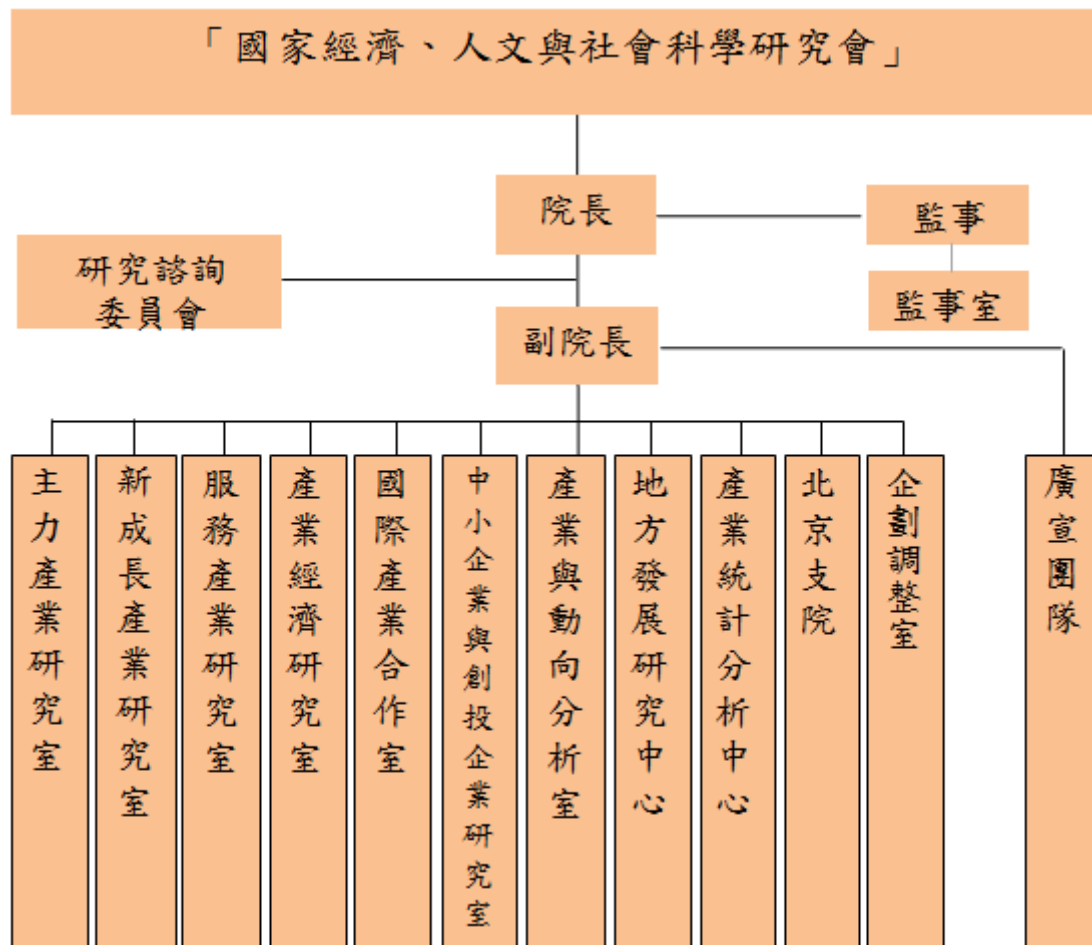 「國家經濟、人文與社會科學研究會」
院長
監事
研究諮詢
委員會
監事室
副院長
主力產業研究室
新成長產業研究室
服務產業研究室
產業經濟研究室
國際產業合作室
中小企業與創投企業研究室
產業與動向分析室
地方發展研究中心
產業統計分析中心
北京支院
企劃調整室
廣宣團隊